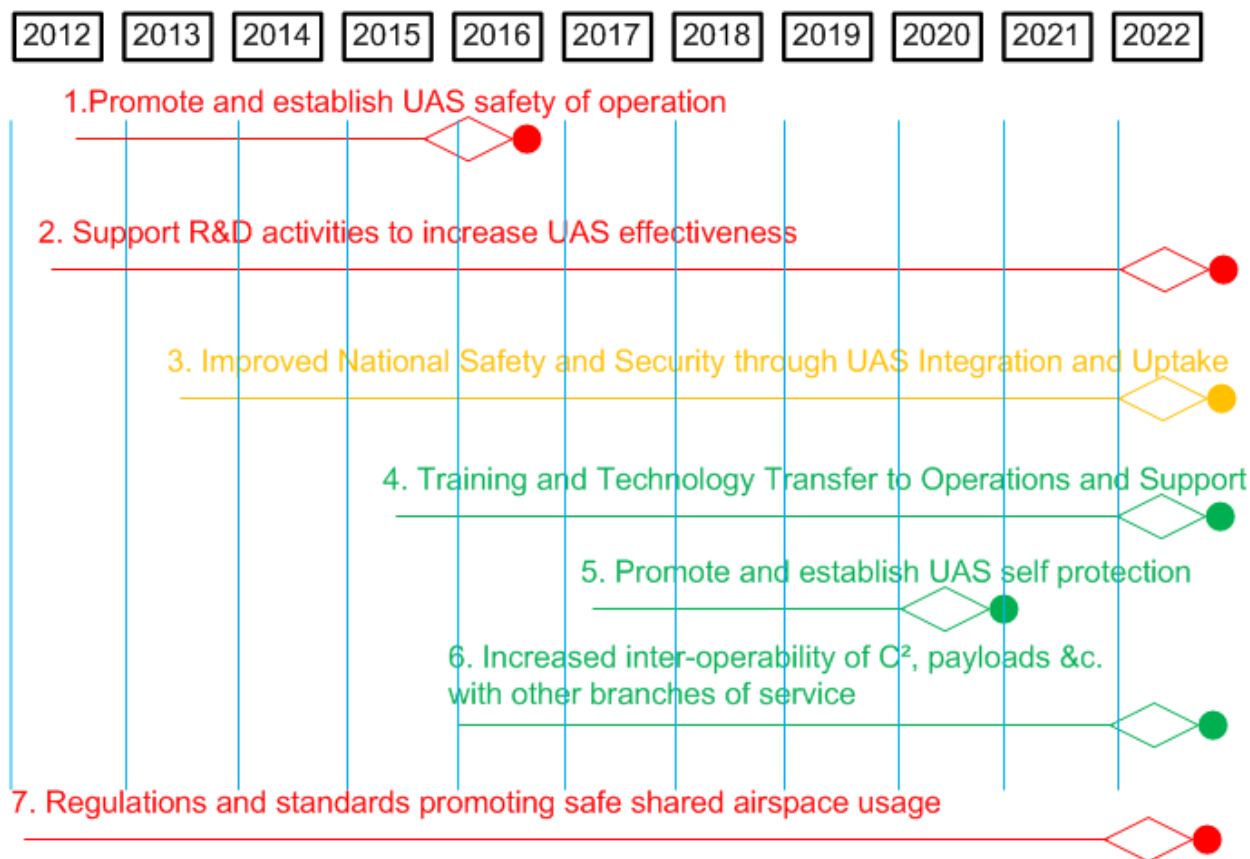 2012 2013 2014 2015 2016 2017 2018 2019 2020 2021 2022
1.Promote and establish UAS safety of operation
2. Support R&D activities to increase UAS effectiveness
3. Improved National Safety and Security through UAS Integration and Uptake
4. Training and Technology Transfer to Operations and Support
5. Promote and establish UAS self protection
6. Increased inter-operability of C², payloads &c.
with other branches of service
7. Regulations and standards promoting safe shared airspace usage